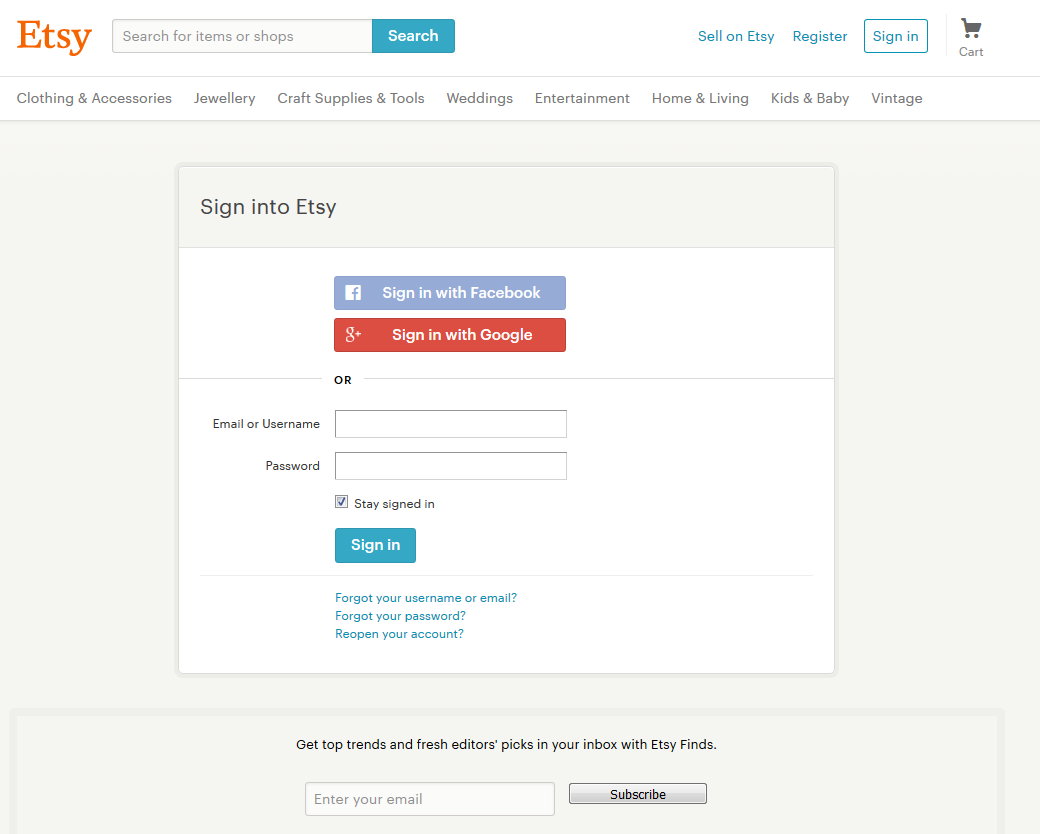 Etsy
Search for items or shops
Search
Sell on Etsy
Register
Sign in
Cart
Clothing & Accessories
Jewellery
Craft Supplies & Tools
Weddings
Entertainment
Home & Living
Kids & Baby
Vintage
Sign into Etsy
Sign in with Facebook
g+ Sign in with Google
OR
Email or Username
Password
Stay signed in
Sign in
Forgot your username or email?
Forgot your password?
Reopen your account?
Get top trends and fresh editors' picks in your inbox with Etsy Finds.
Enter your email
Subscribe